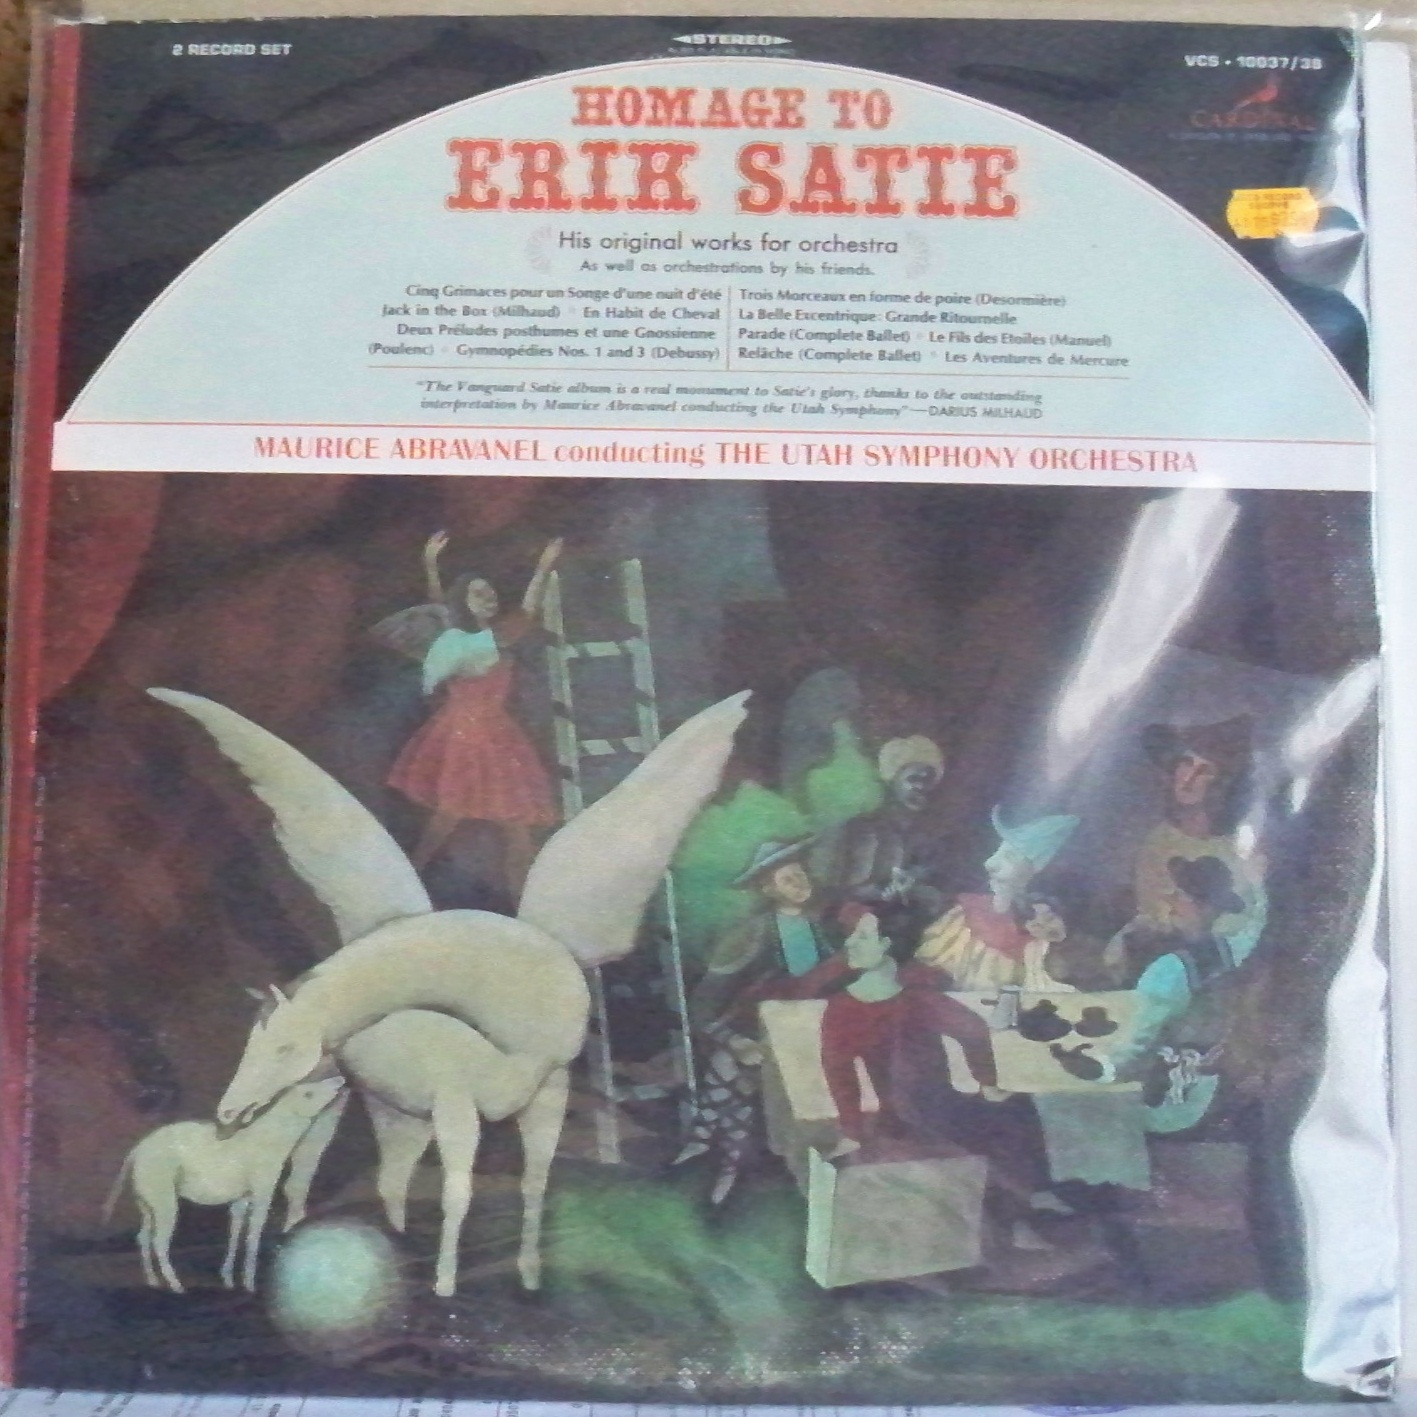 2 RECORD SET
STEREO
VCS • 10037/38
CARDINAL
HOMAGE TO
ERIK SATIE
His original works for orchestra
As well as orchestrations by his friends.
Cinq Grimaces pour un Songe d'une nuit d'été
Jack in the Box (Milhaud) * En Habit de Cheval
Deux Préludes posthumes et une Gnossienne
(Poulenc) * Gymnopédies Nos. 1 and 3 (Debussy)
Trois Morceaux en forme de poire (Desormière)
La Belle Excentrique: Grande Ritournelle
Parade (Complete Ballet) * Le Fils des Etoiles (Manuel)
Relâche (Complete Ballet) * Les Aventures de Mercure
"The Vanguard Satie album is a real monument to Satie's glory, thanks to the outstanding
interpretation by Maurice Abravanel conducting the Utah Symphony"—DARIUS MILHAUD
MAURICE ABRAVANEL conducting THE UTAH SYMPHONY ORCHESTRA